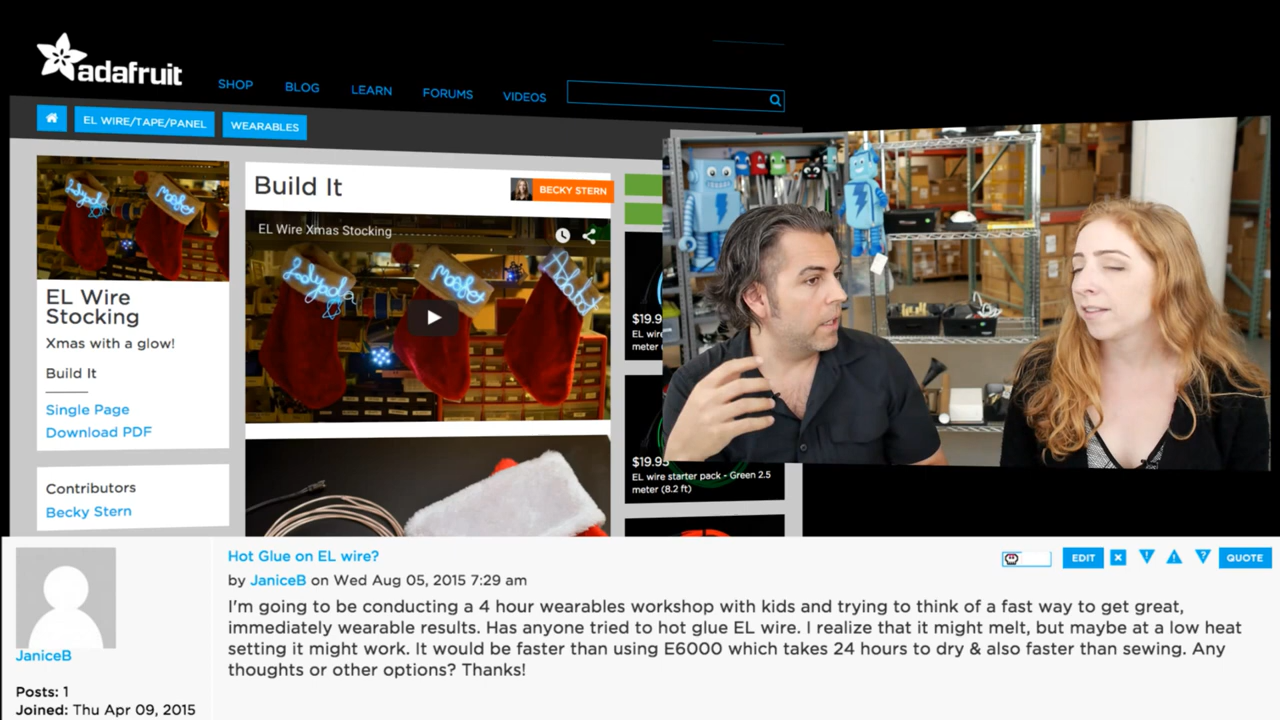 adafruit
SHOP BLOG LEARN FORUMS VIDEOS
EL WIRE/TAPE/PANEL WEARABLES
Build It
BECKY STERN
EL Wire Xmas Stocking
EL Wire
Stocking
Xmas with a glow!
Build It
Single Page
Download PDF
Contributors
Becky Stern
$19.9
EL wire
meter
$19.95
EL wire starter pack - Green 2.5
meter (8.2 ft)
Hot Glue on EL wire?
EDIT QUOTE
by JaniceB on Wed Aug 05, 2015 7:29 am
I'm going to be conducting a 4 hour wearables workshop with kids and trying to think of a fast way to get great,
immediately wearable results. Has anyone tried to hot glue EL wire. I realize that it might melt, but maybe at a low heat
setting it might work. It would be faster than using E6000 which takes 24 hours to dry & also faster than sewing. Any
thoughts or other options? Thanks!
JaniceB
Posts: 1
Joined: Thu Apr 09, 2015